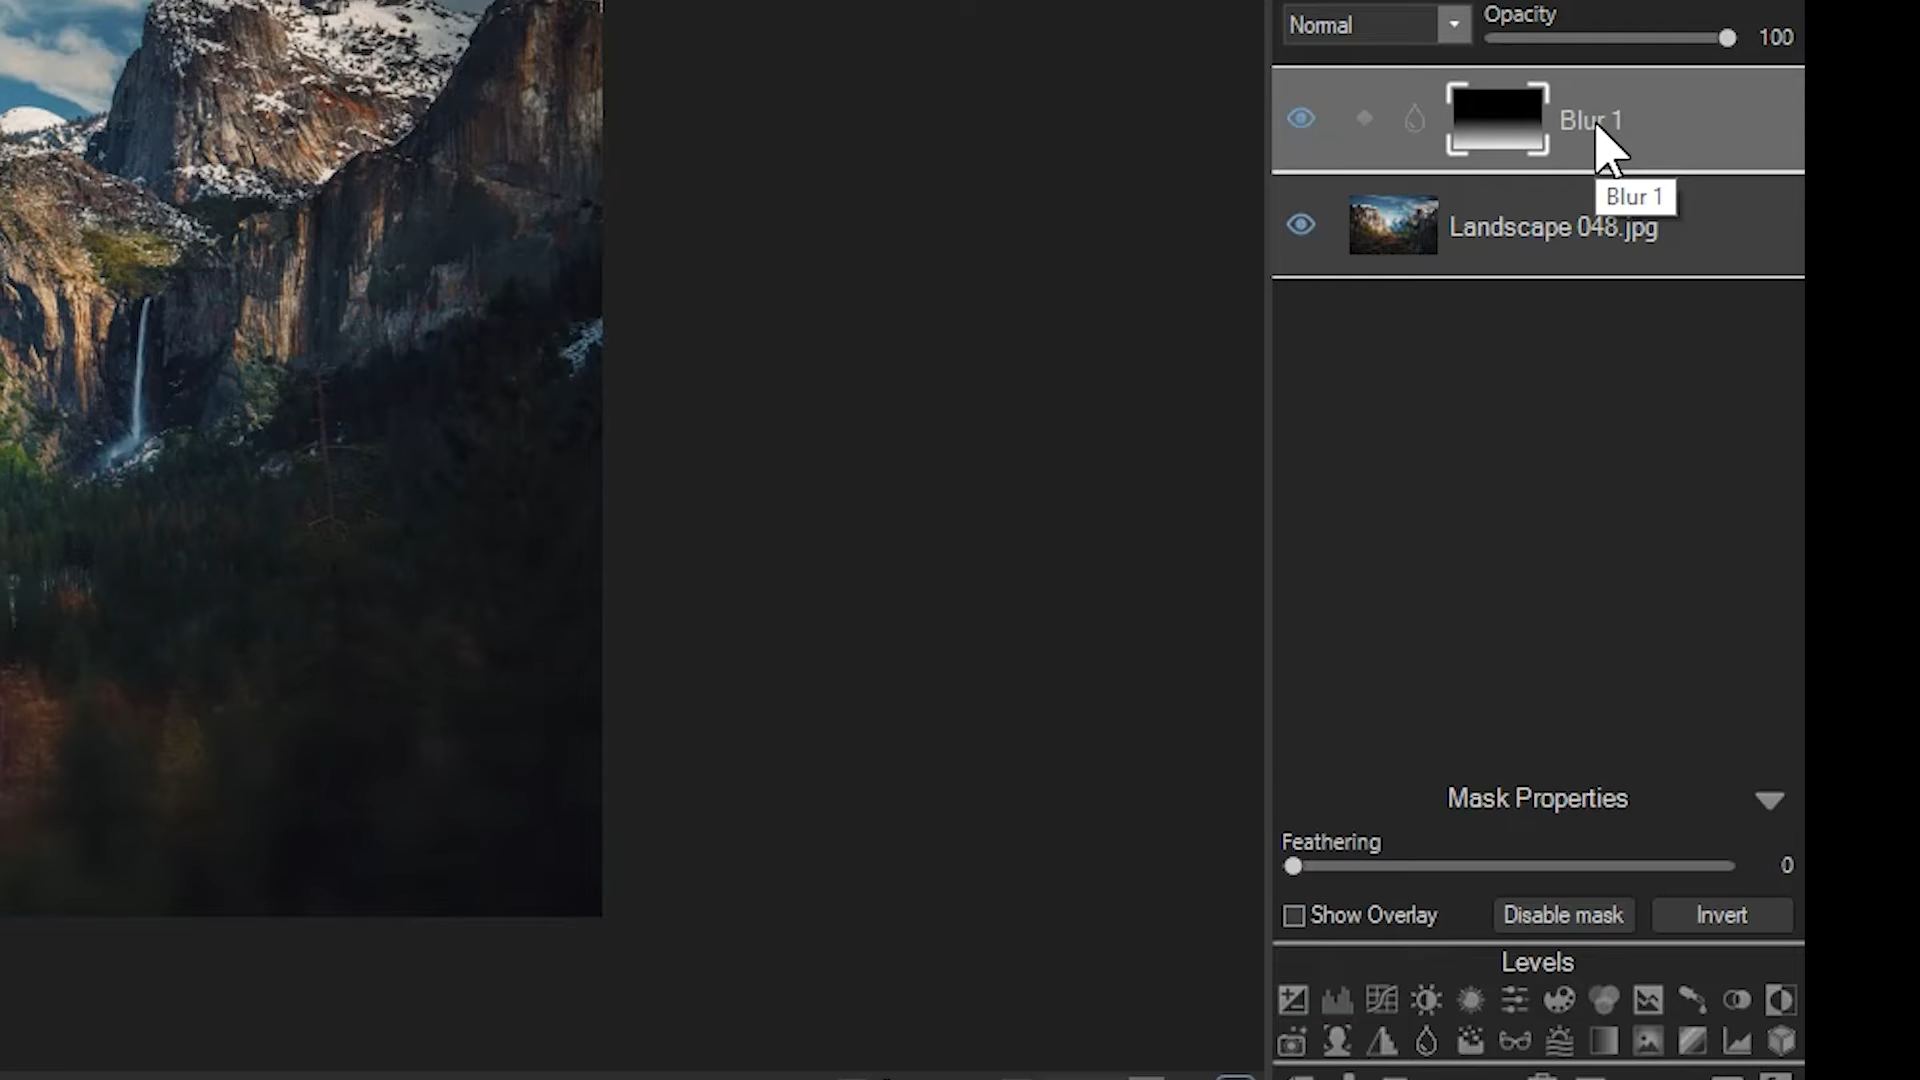 Normal
Opacity
100
Blur 1
Blur 1
Landscape 048.jpg
Mask Properties
Feathering
0
Show Overlay
Disable mask
Invert
Levels